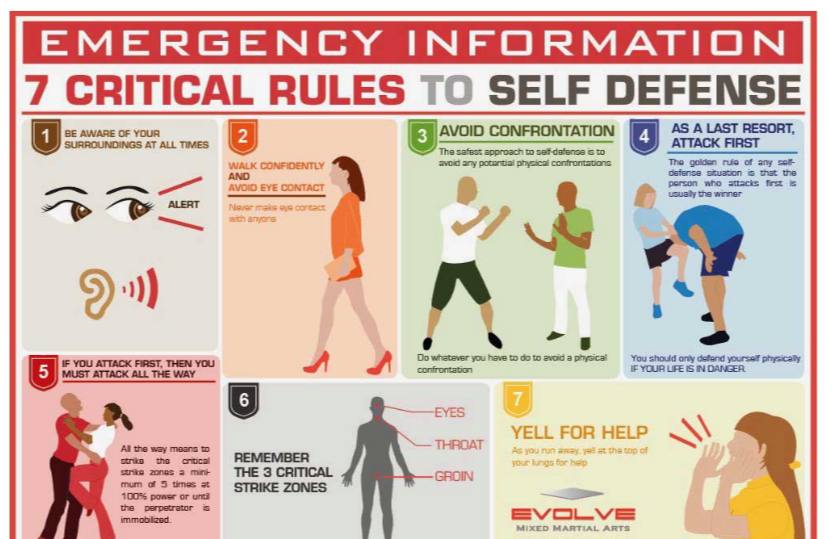 EMERGENCY INFORMATION
7 CRITICAL RULES TO SELF DEFENSE
1
BE AWARE OF YOUR
SURROUNDINGS AT ALL TIMES
ALERT
2
WALK CONFIDENTLY
AND
AVOID EYE CONTACT
Never make eye contact
with anyone
3
AVOID CONFRONTATION
The safest approach to self-defense is to
avoid any potential physical confrontations
Do whatever you have to do to avoid a physical
confrontation
4
AS A LAST RESORT,
ATTACK FIRST
The golden rule of any self-
defense situation is that the
person who attacks first is
usually the winner
You should only defend yourself physically
IF YOUR LIFE IS IN DANGER
5
IF YOU ATTACK FIRST, THEN YOU
MUST ATTACK ALL THE WAY
All the way means to
strike the critical
strike zones a mini-
mum of 5 times at
100% power or until
the perpetrator is
immobilized.
6
REMEMBER
THE 3 CRITICAL
STRIKE ZONES
EYES
THROAT
GROIN
7
YELL FOR HELP
As you run away, yell at the top of
your lungs for help
EVOLVE
MIXED MARTIAL ARTS